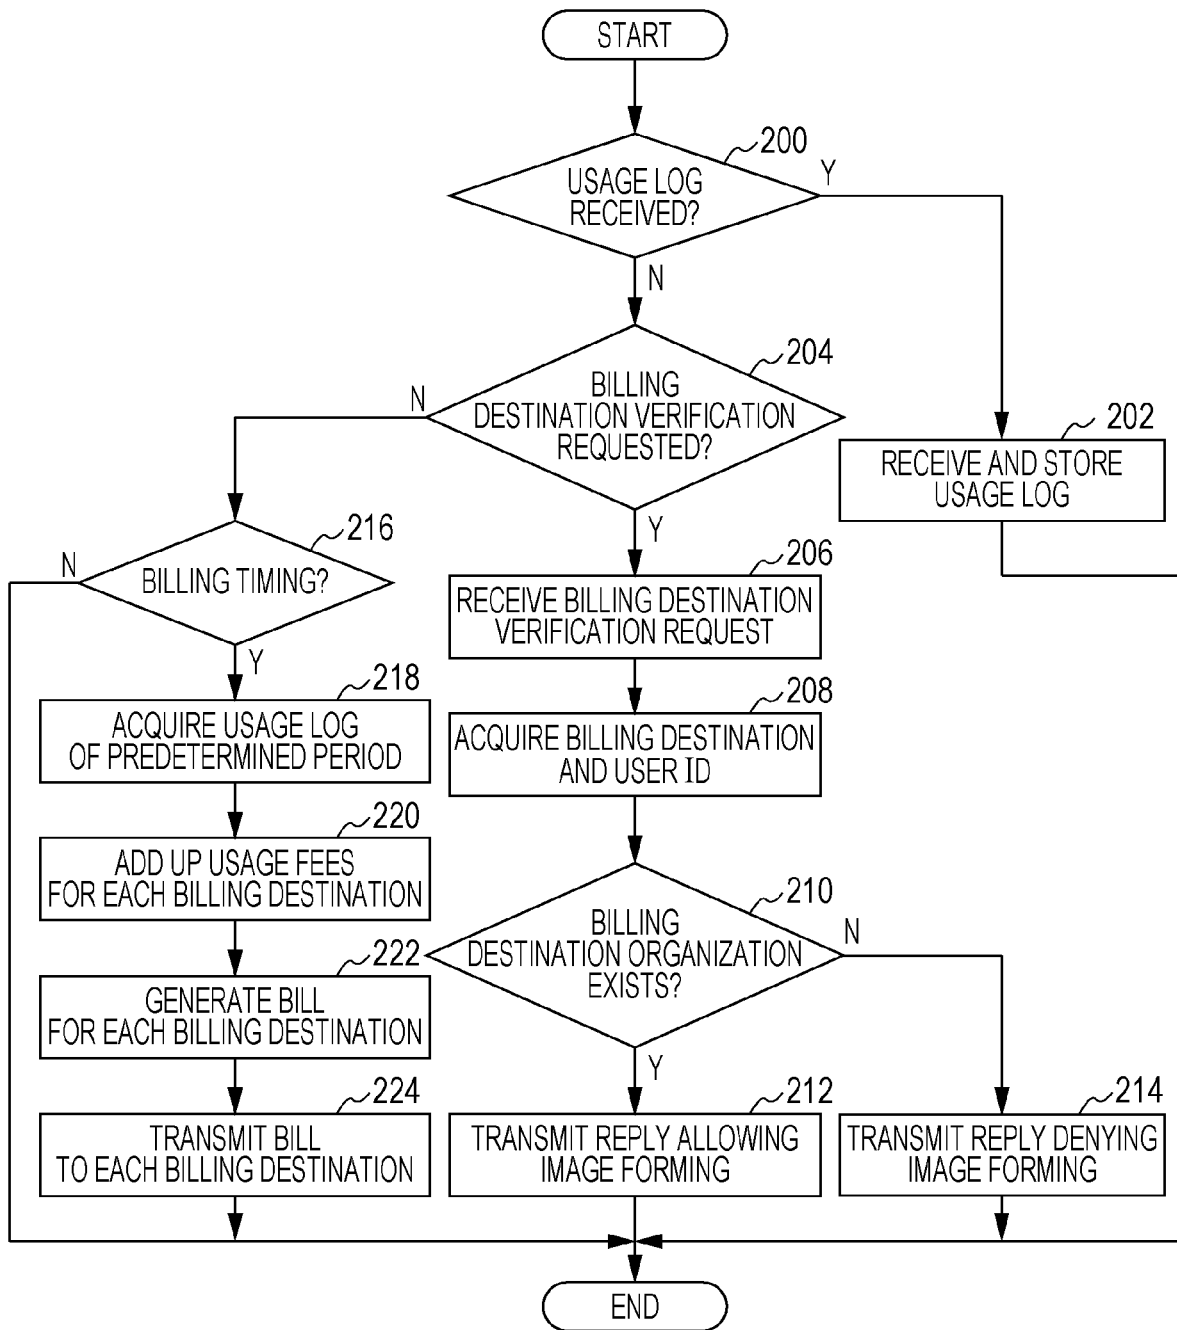 START
200
USAGE LOG
RECEIVED?
Y
N
204
BILLING
DESTINATION VERIFICATION
REQUESTED?
N
Y
202
RECEIVE AND STORE
USAGE LOG
216
BILLING TIMING?
N
Y
206
RECEIVE BILLING DESTINATION
VERIFICATION REQUEST
218
ACQUIRE USAGE LOG
OF PREDETERMINED PERIOD
208
ACQUIRE BILLING DESTINATION
AND USER ID
220
ADD UP USAGE FEES
FOR EACH BILLING DESTINATION
210
BILLING
DESTINATION ORGANIZATION
EXISTS?
N
Y
222
GENERATE BILL
FOR EACH BILLING DESTINATION
224
TRANSMIT BILL
TO EACH BILLING DESTINATION
212
TRANSMIT REPLY ALLOWING
IMAGE FORMING
214
TRANSMIT REPLY DENYING
IMAGE FORMING
END